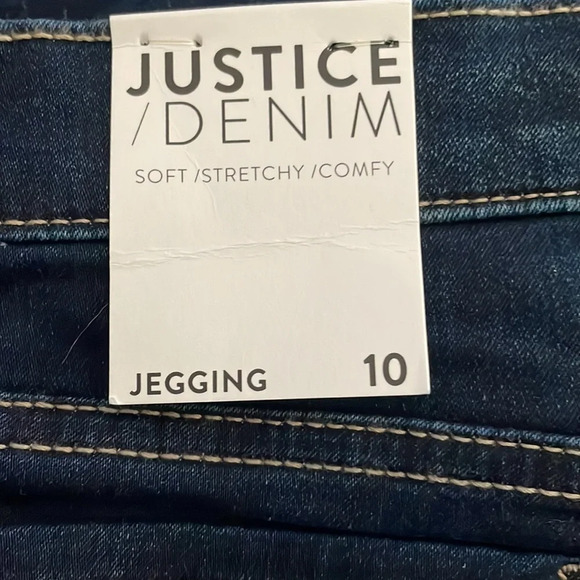 JUSTICE
/DENIM
SOFT /STRETCHY /COMFY
JEGGING 10